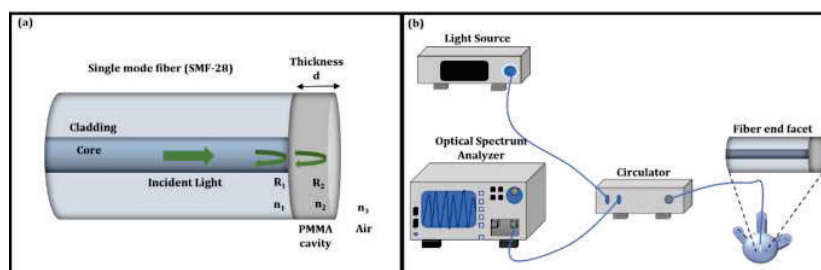 (a)
Thickness
d
Single mode fiber (SMF-28)
Cladding
Core
Incident Light
R1
R2
n1
n2
n3
PMMA
cavity
Air
(b)
Light Source
Optical Spectrum
Analyzer
Circulator
Fiber end facet